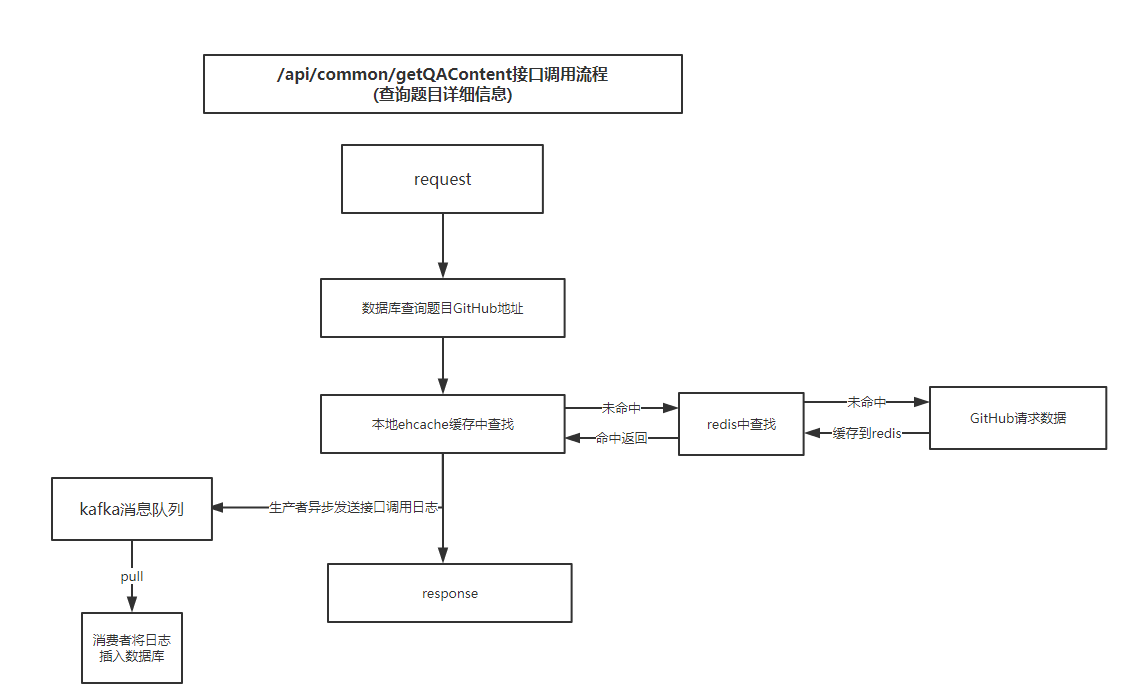 /api/common/getQAContent接口调用流程
(查询题目详细信息)
request
数据库查询题目GitHub地址
本地ehcache缓存中查找
未命中
命中返回
redis中查找
未命中
缓存到redis
GitHub请求数据
kafka消息队列
生产者异步发送接口调用日志
pull
response
消费者将日志
插入数据库